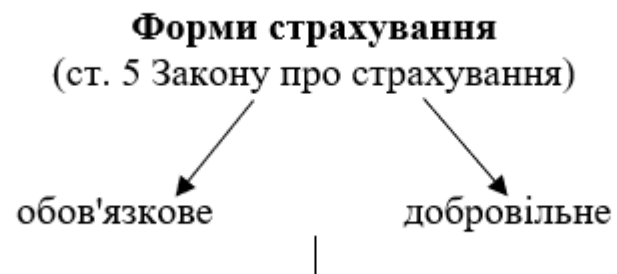 Форми страхування
(ст. 5 Закону про страхування)
обов'язкове добровільне